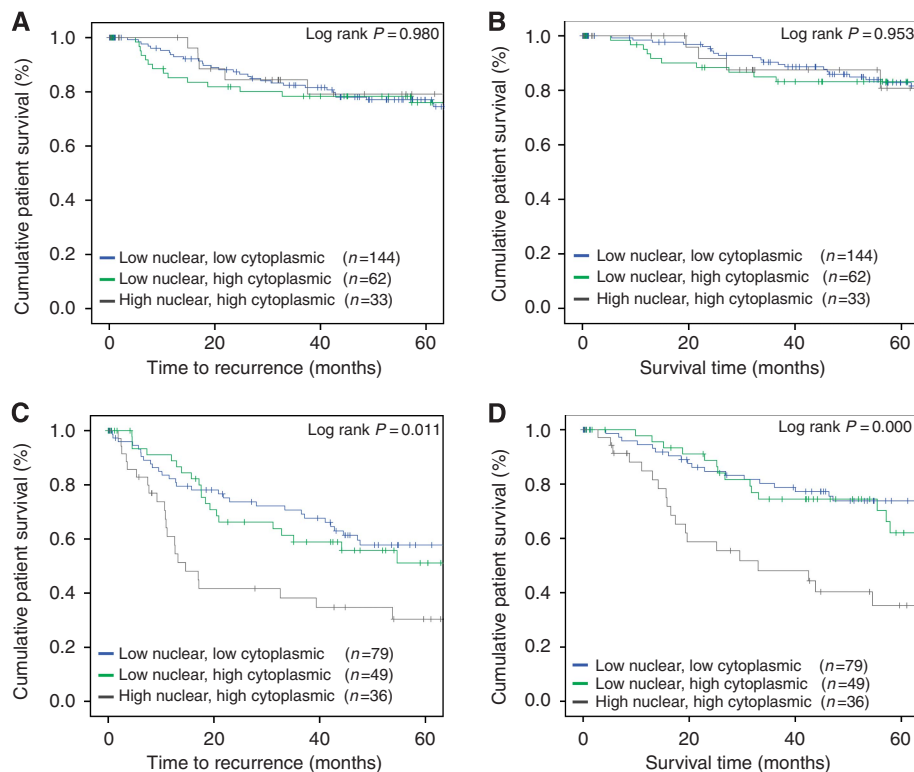 A
Log rank P = 0.980
Cumulative patient survival (%)
1.0
0.8
0.6
0.4
0.2
0.0
Low nuclear, low cytoplasmic (n=144)
Low nuclear, high cytoplasmic (n=62)
High nuclear, high cytoplasmic (n=33)
0 20 40 60
Time to recurrence (months)
B
Log rank P = 0.953
Cumulative patient survival (%)
1.0
0.8
0.6
0.4
0.2
0.0
Low nuclear, low cytoplasmic (n=144)
Low nuclear, high cytoplasmic (n=62)
High nuclear, high cytoplasmic (n=33)
0 20 40 60
Survival time (months)
C
Log rank P = 0.011
Cumulative patient survival (%)
1.0
0.8
0.6
0.4
0.2
0.0
Low nuclear, low cytoplasmic (n=79)
Low nuclear, high cytoplasmic (n=49)
High nuclear, high cytoplasmic (n=36)
0 20 40 60
Time to recurrence (months)
D
Log rank P = 0.000
Cumulative patient survival (%)
1.0
0.8
0.6
0.4
0.2
0.0
Low nuclear, low cytoplasmic (n=79)
Low nuclear, high cytoplasmic (n=49)
High nuclear, high cytoplasmic (n=36)
0 20 40 60
Survival time (months)